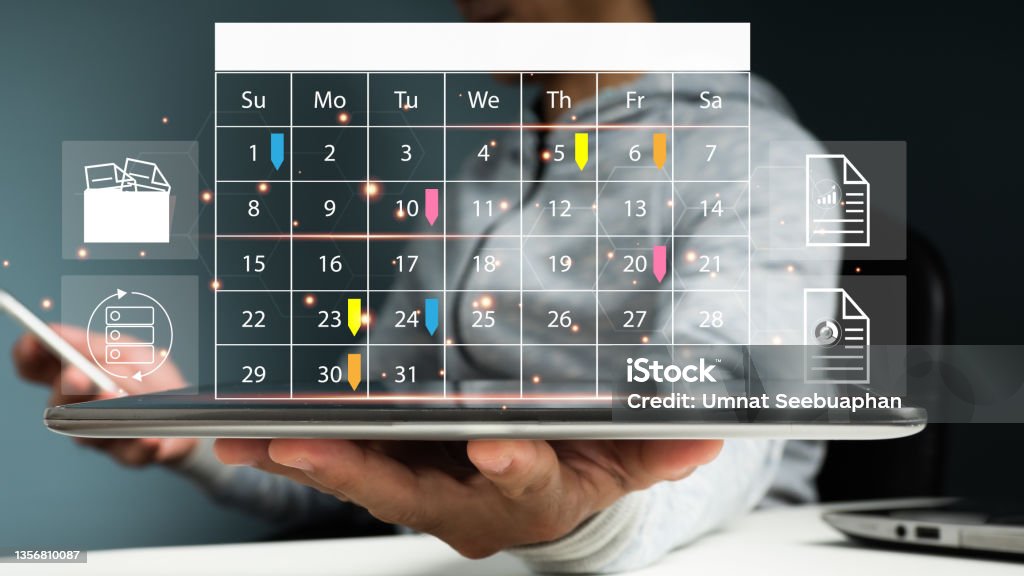 Su Mo Tu We Th Fr Sa
1 2 3 4 5 6 7
8 9 10 11 12 13 14
15 16 17 18 19 20 21
22 23 24 25 26 27 28
29 30 31
iStock™
Credit: Umnat Seebuaphan
1356810087